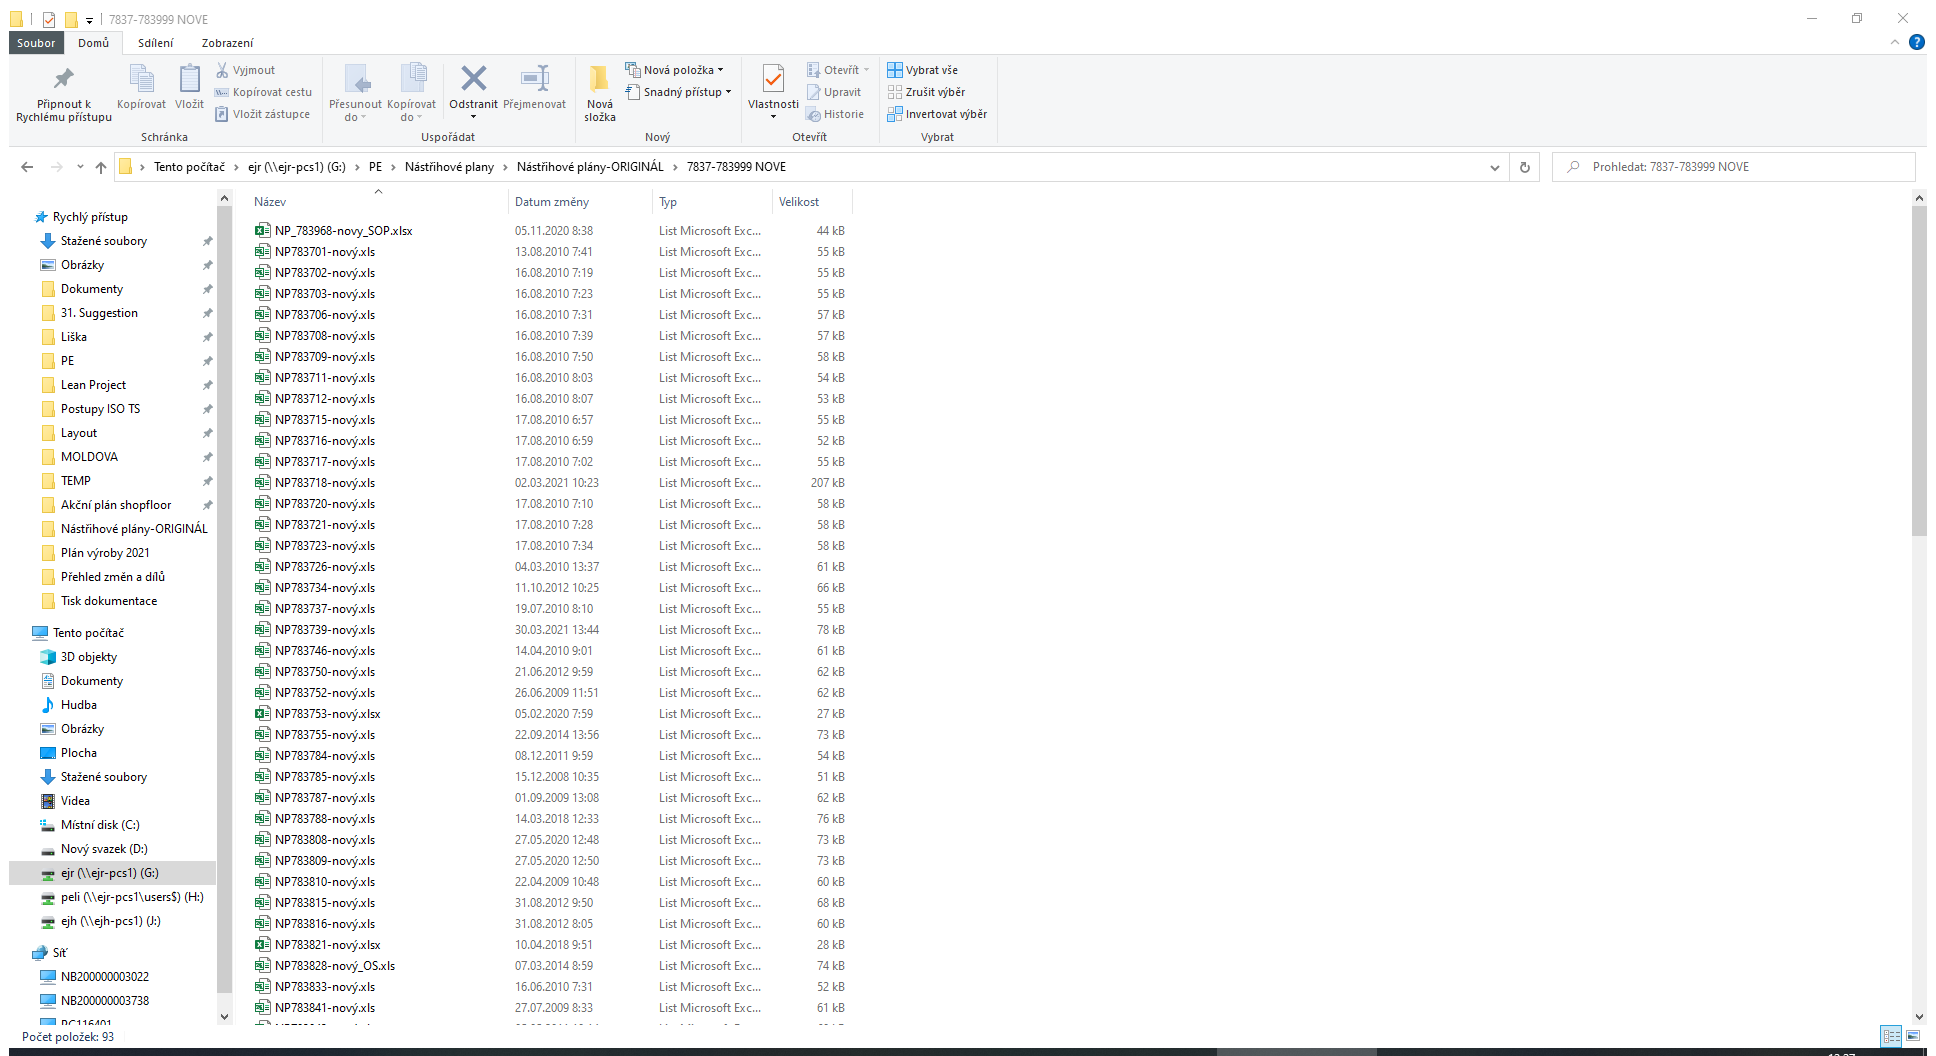 7837-783999 NOVE
Soubor Domů Sdílení Zobrazení
Připnout k Rychlému přístupu
Kopírovat
Vložit
Vyjmout
Kopírovat cestu
Vložit zástupce
Schránka
Přesunout do
Kopírovat do
Odstranit
Přejmenovat
Uspořádat
Nová složka
Nová položka
Snadný přístup
Nový
Vlastnosti
Otevřít
Upravit
Historie
Otevřít
Vybrat vše
Zrušit výběr
Invertovat výběr
Vybrat
Tento počítač › ejr (\\ejr-pcs1) (G:) › PE › Nástřihové plany › Nástřihové plány-ORIGINÁL › 7837-783999 NOVE
Prohledat: 7837-783999 NOVE
Rychlý přístup
Stažené soubory
Obrázky
Dokumenty
31. Suggestion
Liška
PE
Lean Project
Postupy ISO TS
Layout
MOLDOVA
TEMP
Akční plán shopfloor
Nástřihové plány-ORIGINÁL
Plán výroby 2021
Přehled změn a dílů
Tisk dokumentace
Tento počítač
3D objekty
Dokumenty
Hudba
Obrázky
Plocha
Stažené soubory
Videa
Místní disk (C:)
Nový svazek (D:)
ejr (\\ejr-pcs1) (G:)
peli (\\ejr-pcs1\users$) (H:)
ejh (\\ejh-pcs1) (J:)
Síť
NB200000003022
NB200000003738
PC116401
Název Datum změny Typ Velikost
NP_783968-novy_SOP.xlsx 05.11.2020 8:38 List Microsoft Exc... 44 kB
NP783701-nový.xls 13.08.2010 7:41 List Microsoft Exc... 55 kB
NP783702-nový.xls 16.08.2010 7:19 List Microsoft Exc... 55 kB
NP783703-nový.xls 16.08.2010 7:23 List Microsoft Exc... 55 kB
NP783706-nový.xls 16.08.2010 7:31 List Microsoft Exc... 57 kB
NP783708-nový.xls 16.08.2010 7:39 List Microsoft Exc... 57 kB
NP783709-nový.xls 16.08.2010 7:50 List Microsoft Exc... 58 kB
NP783711-nový.xls 16.08.2010 8:03 List Microsoft Exc... 54 kB
NP783712-nový.xls 16.08.2010 8:07 List Microsoft Exc... 53 kB
NP783715-nový.xls 17.08.2010 6:57 List Microsoft Exc... 55 kB
NP783716-nový.xls 17.08.2010 6:59 List Microsoft Exc... 52 kB
NP783717-nový.xls 17.08.2010 7:02 List Microsoft Exc... 55 kB
NP783718-nový.xls 02.03.2021 10:23 List Microsoft Exc... 207 kB
NP783720-nový.xls 17.08.2010 7:10 List Microsoft Exc... 58 kB
NP783721-nový.xls 17.08.2010 7:28 List Microsoft Exc... 58 kB
NP783723-nový.xls 17.08.2010 7:34 List Microsoft Exc... 58 kB
NP783726-nový.xls 04.03.2010 13:37 List Microsoft Exc... 61 kB
NP783734-nový.xls 11.10.2012 10:25 List Microsoft Exc... 66 kB
NP783737-nový.xls 19.07.2010 8:10 List Microsoft Exc... 55 kB
NP783739-nový.xls 30.03.2021 13:44 List Microsoft Exc... 78 kB
NP783746-nový.xls 14.04.2010 9:01 List Microsoft Exc... 61 kB
NP783750-nový.xls 21.06.2012 9:59 List Microsoft Exc... 62 kB
NP783752-nový.xls 26.06.2009 11:51 List Microsoft Exc... 62 kB
NP783753-nový.xlsx 05.02.2020 7:59 List Microsoft Exc... 27 kB
NP783755-nový.xls 22.09.2014 13:56 List Microsoft Exc... 73 kB
NP783784-nový.xls 08.12.2011 9:59 List Microsoft Exc... 54 kB
NP783785-nový.xls 15.12.2008 10:35 List Microsoft Exc... 51 kB
NP783787-nový.xls 01.09.2009 13:08 List Microsoft Exc... 62 kB
NP783788-nový.xls 14.03.2018 12:33 List Microsoft Exc... 76 kB
NP783808-nový.xls 27.05.2020 12:48 List Microsoft Exc... 73 kB
NP783809-nový.xls 27.05.2020 12:50 List Microsoft Exc... 73 kB
NP783810-nový.xls 22.04.2009 10:48 List Microsoft Exc... 60 kB
NP783815-nový.xls 31.08.2012 9:50 List Microsoft Exc... 68 kB
NP783816-nový.xls 31.08.2012 8:05 List Microsoft Exc... 60 kB
NP783821-nový.xlsx 10.04.2018 9:51 List Microsoft Exc... 28 kB
NP783828-nový_OS.xls 07.03.2014 8:59 List Microsoft Exc... 74 kB
NP783833-nový.xls 16.06.2010 7:31 List Microsoft Exc... 52 kB
NP783841-nový.xls 27.07.2009 8:33 List Microsoft Exc... 61 kB
Počet položek: 93